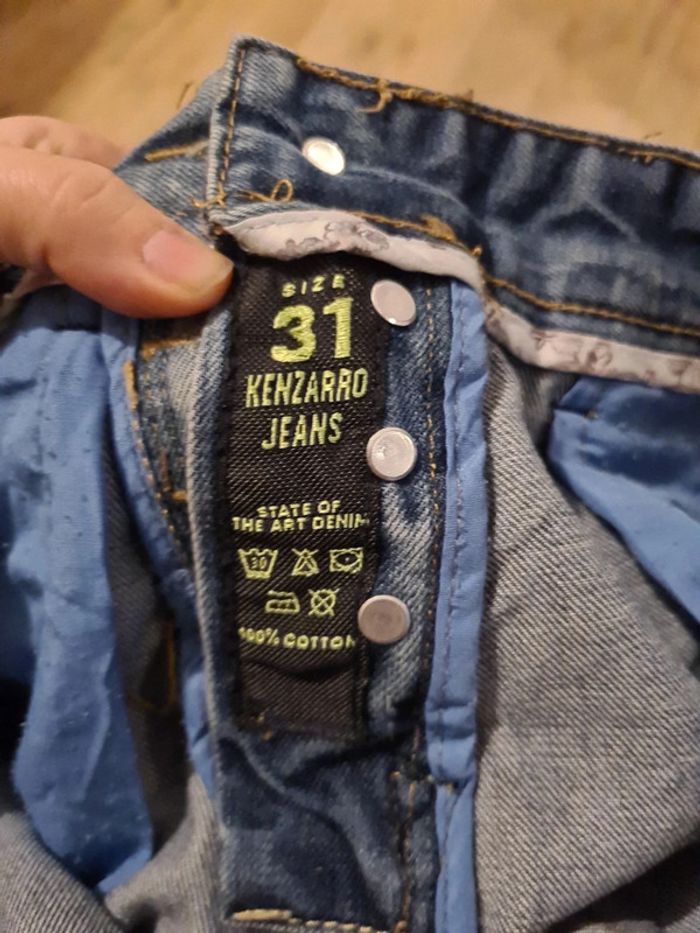 SIZE
31
KENZARRO
JEANS
STATE OF
THE ART DENIM
30
100% COTTON